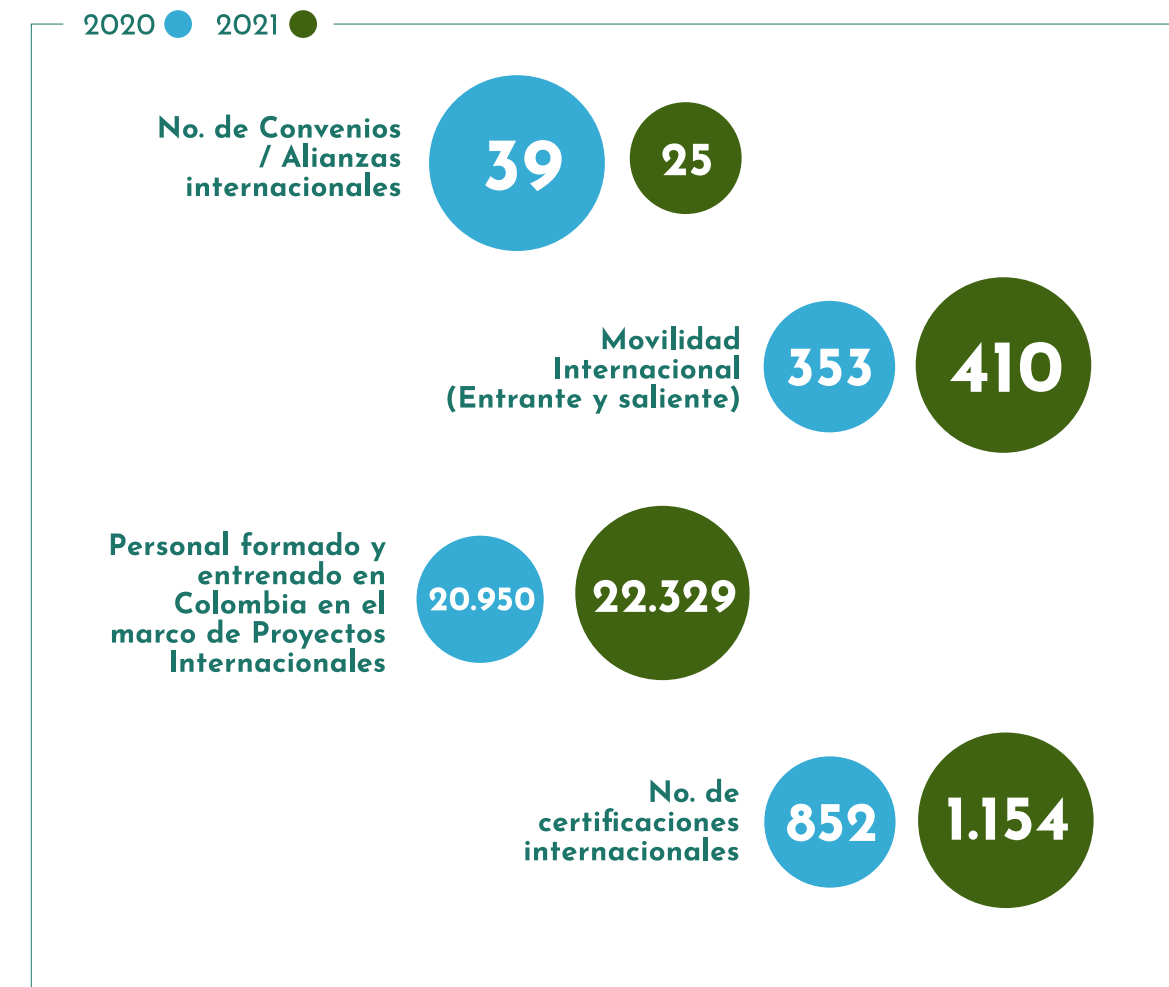 2020 2021
No. de Convenios
/ Alianzas
internacionales
39 25
Movilidad
Internacional
(Entrante y saliente)
353 410
Personal formado y
entrenado en
Colombia en el
marco de Proyectos
Internacionales
20.950 22.329
No. de
certificaciones
internacionales
852 1.154